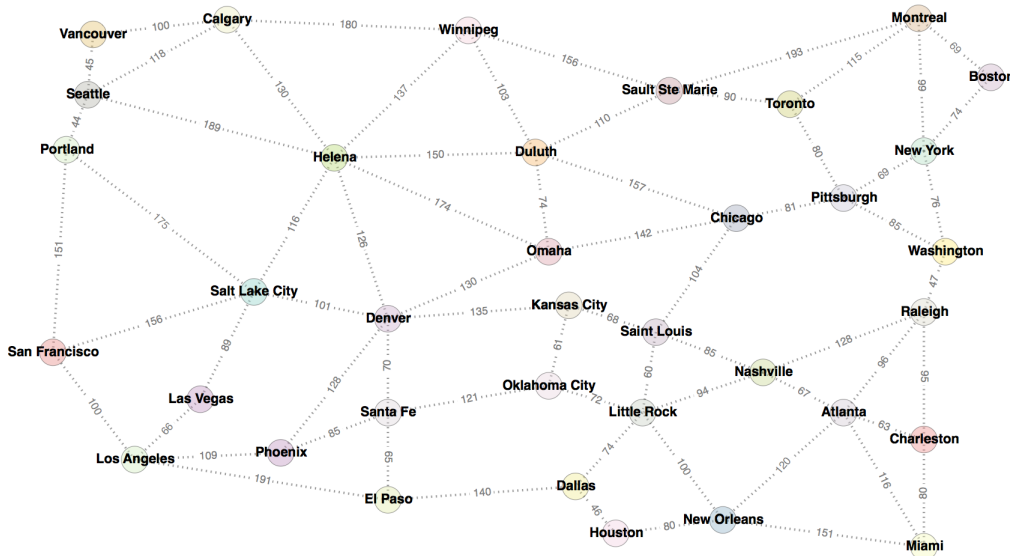 Vancouver
100
Calgary
180
Winnipeg
Montreal
45
118
156
193
115
69
Seattle
130
137
103
Sault Ste Marie
90
Toronto
99
Boston
44
189
110
74
Portland
Helena
150
Duluth
80
New York
174
74
157
69
76
175
116
126
Chicago
81
Pittsburgh
85
151
142
Omaha
Washington
104
47
Salt Lake City
101
130
Kansas City
Raleigh
156
89
Denver
135
68
Saint Louis
128
San Francisco
61
85
Nashville
96
95
100
128
70
60
67
Las Vegas
Oklahoma City
94
66
Santa Fe
121
72
Little Rock
Atlanta
63
Los Angeles
109
Phoenix
85
65
74
100
120
116
Charleston
80
191
El Paso
140
Dallas
46
Houston
80
New Orleans
151
Miami